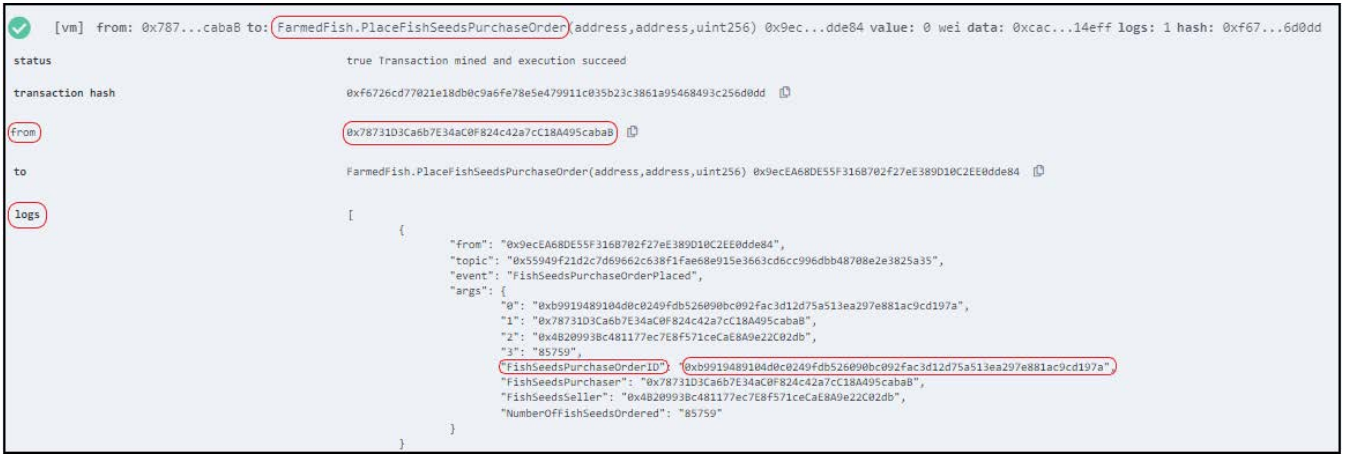 [vm] from: 0x787...cabaB to: FarmedFish.PlaceFishSeedsPurchaseOrder(address,address,uint256) 0x9ec...dde84 value: 0 wei data: 0xcac...14eff logs: 1 hash: 0xf67...6d0dd
status true Transaction mined and execution succeed
transaction hash 0xf6726cd77021e18db0c9a6fe78e5e479911c035b23c3861a95468493c256d0dd
from 0x78731D3Ca6b7E34aC0F824c42a7cC18A495cabaB
to FarmedFish.PlaceFishSeedsPurchaseOrder(address,address,uint256) 0x9ecEA68DE55F316B702f27eE389D10C2EE0dde84
logs [
{
"from": "0x9ecEA68DE55F316B702f27eE389D10C2EE0dde84",
"topic": "0x55949f21d2c7d69662c638f1fae68e915e3663cd6cc996dbb48708e2e3825a35",
"event": "FishSeedsPurchaseOrderPlaced",
"args": {
"0": "0xb9919489104d0c0249fdb526090bc092fac3d12d75a513ea297e881ac9cd197a",
"1": "0x78731D3Ca6b7E34aC0F824c42a7cC18A495cabaB",
"2": "0x4B20993Bc481177ec7E8f571ceCaE8A9e22C02db",
"3": "85759",
"FishSeedsPurchaseOrderID": "0xb9919489104d0c0249fdb526090bc092fac3d12d75a513ea297e881ac9cd197a",
"FishSeedsPurchaser": "0x78731D3Ca6b7E34aC0F824c42a7cC18A495cabaB",
"FishSeedsSeller": "0x4B20993Bc481177ec7E8f571ceCaE8A9e22C02db",
"NumberOfFishSeedsOrdered": "85759"
}
}